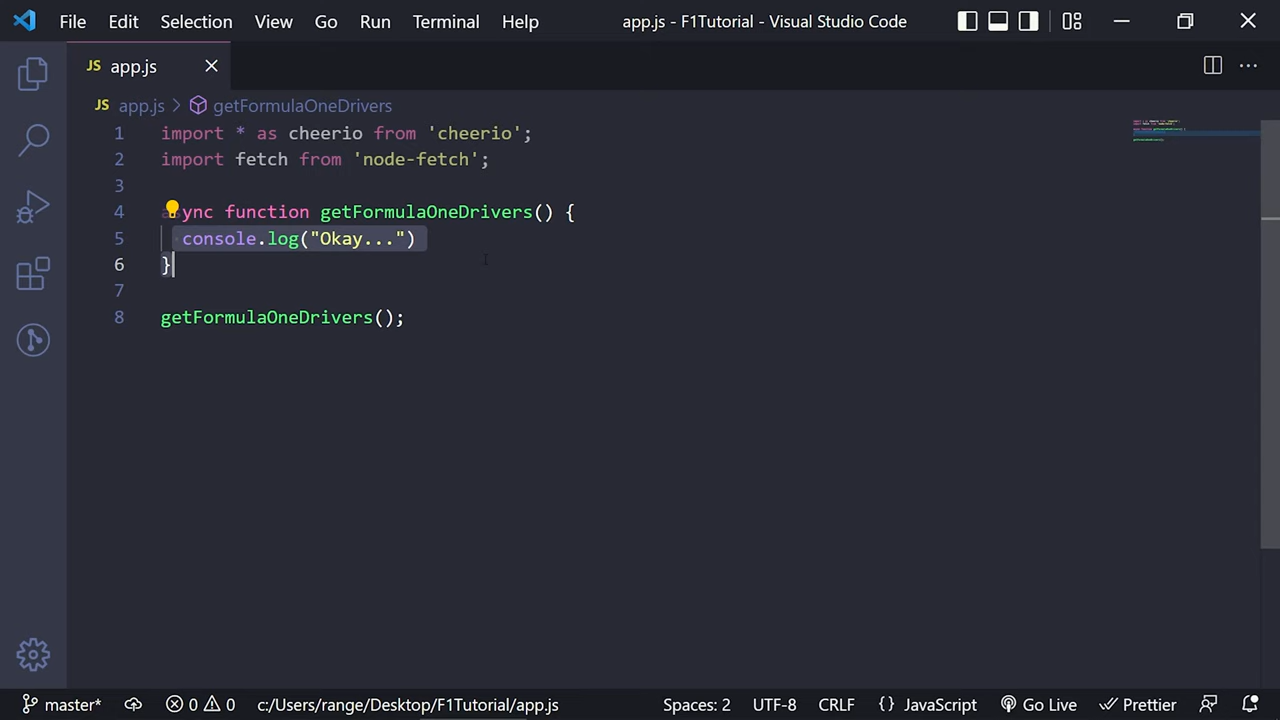 File Edit Selection View Go Run Terminal Help app.js - F1Tutorial - Visual Studio Code
JS app.js
JS app.js > getFormulaOneDrivers
1 import * as cheerio from 'cheerio';
2 import fetch from 'node-fetch';
3
4 async function getFormulaOneDrivers() {
5 console.log("Okay...")
6 }
7
8 getFormulaOneDrivers();
master* 0 0 c:/Users/range/Desktop/F1Tutorial/app.js Spaces: 2 UTF-8 CRLF { } JavaScript Go Live Prettier